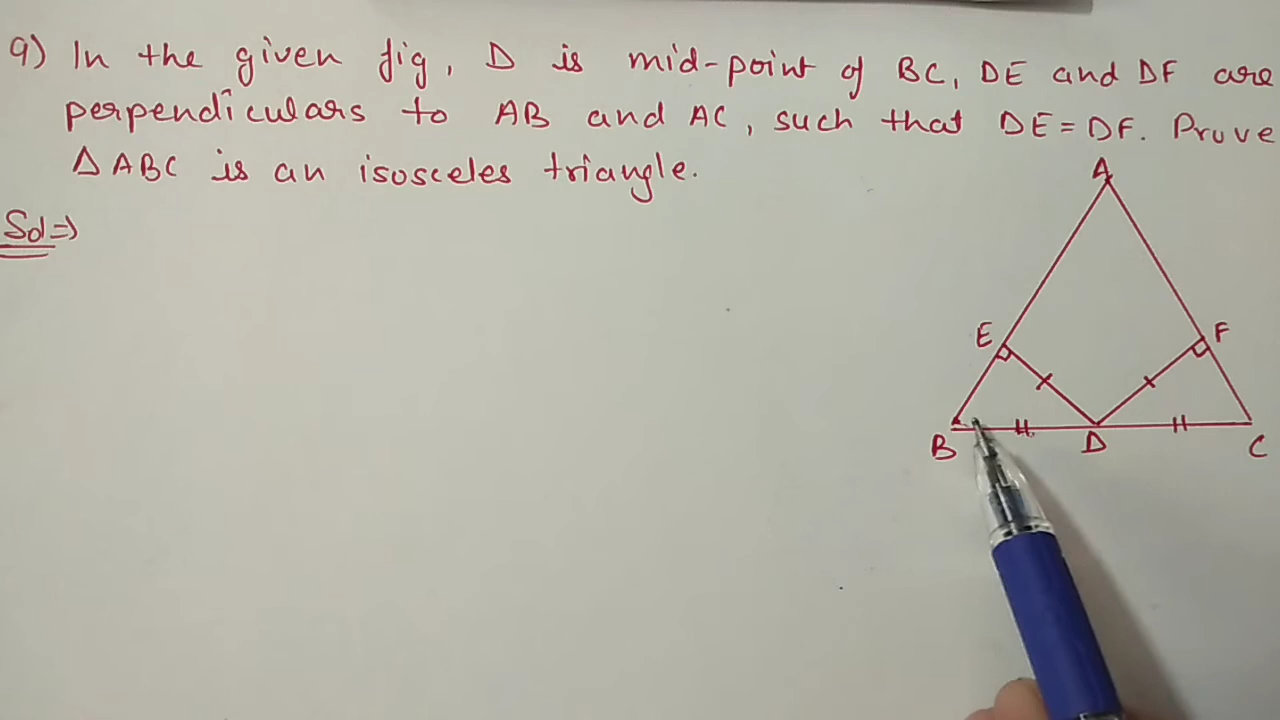 9) In the given fig, D is mid-point of BC, DE and DF are
perpendiculars to AB and AC, such that DE = DF. Prove
Δ ABC is an isosceles triangle.
Sol ⇒
A
E
F
B
D
C